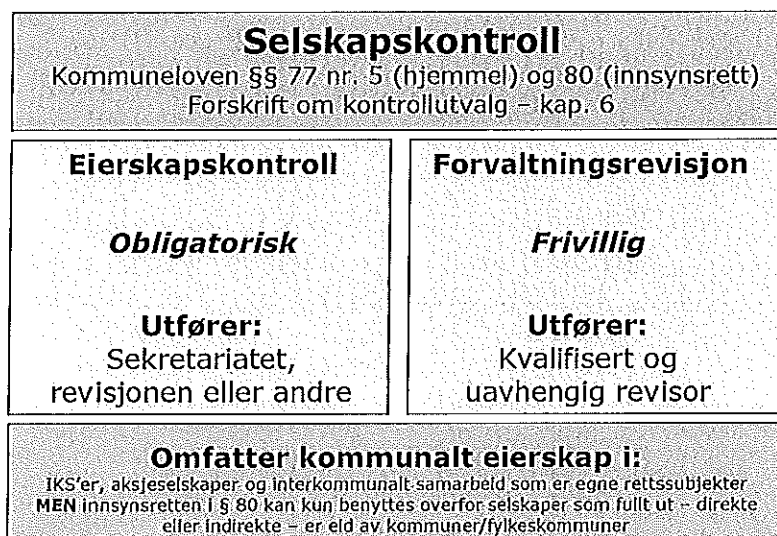 Selskapskontroll
Kommuneloven §§ 77 nr. 5 (hjemmel) og 80 (innsynsrett)
Forskrift om kontrollutvalg – kap. 6
Eierskapskontroll
Obligatorisk
Utfører:
Sekretariatet,
revisjonen eller andre
Forvaltningsrevisjon
Frivillig
Utfører:
Kvalifisert og
uavhengig revisor
Omfatter kommunalt eierskap i:
IKS'er, aksjeselskaper og interkommunalt samarbeid som er egne rettssubjekter
MEN innsynsretten i § 80 kan kun benyttes overfor selskaper som fullt ut – direkte
eller indirekte – er eid av kommuner/fylkeskommuner